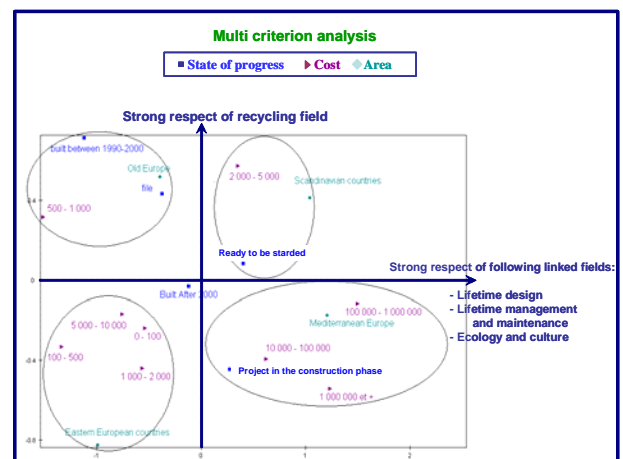 Multi criterion analysis
State of progress Cost Area
Strong respect of recycling field
built between 1990-2000
Old Europe
file
500 - 1 000
2 000 - 5 000
Scandinavian countries
0.4
Ready to be starded
Strong respect of following linked fields:
- Lifetime design
- Lifetime management
and maintenance
- Ecology and culture
0
Built After 2000
100 000 - 1 000 000
Mediterranean Europe
5 000 - 10 000
0 - 100
100 - 500
10 000 - 100 000
-0.4
1 000 - 2 000
Project in the construction phase
1 000 000 et +
Eastern European countries
-0.8
-1 0 1 2